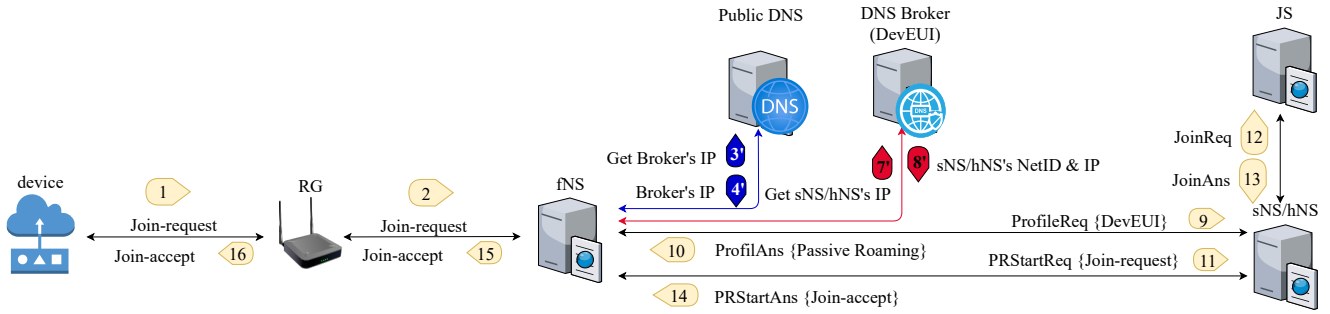 Public DNS
DNS Broker
(DevEUI)
JS
DNS
DNS
Get Broker's IP
3'
Broker's IP
4'
7'
8'
sNS/hNS's NetID & IP
Get sNS/hNS's IP
JoinReq
12
JoinAns
13
device
1
RG
2
fNS
sNS/hNS
Join-request
Join-request
ProfileReq {DevEUI}
9
Join-accept
16
Join-accept
15
10
ProfilAns {Passive Roaming}
PRStartReq {Join-request}
11
14
PRStartAns {Join-accept}